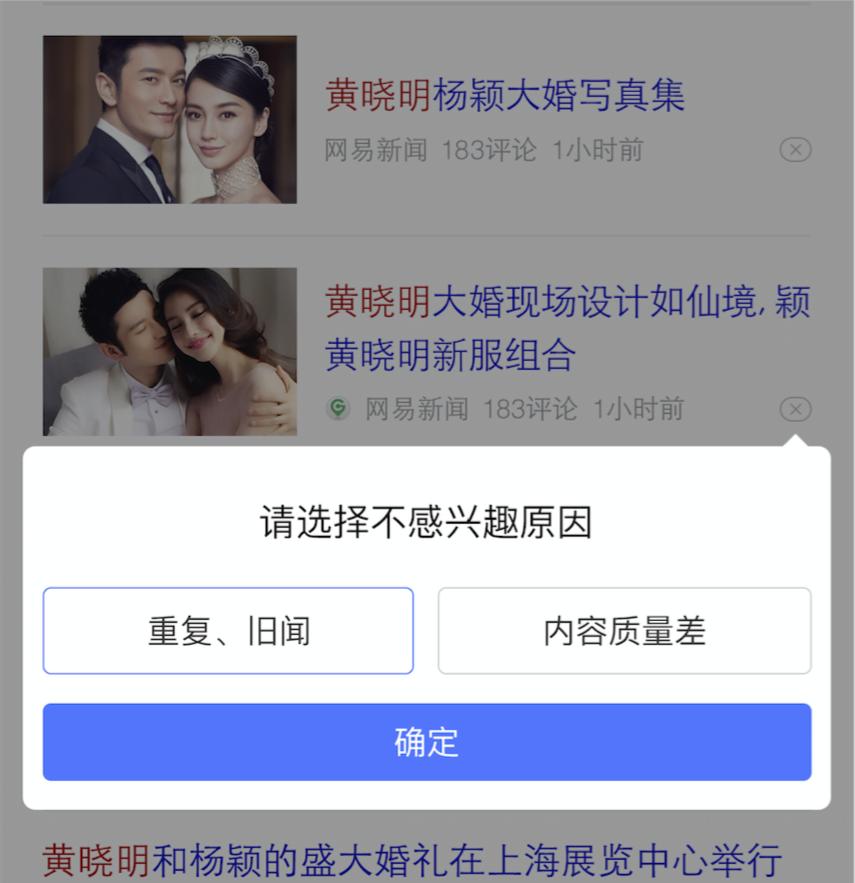 黄晓明杨颖大婚写真集
网易新闻 183评论 1小时前
黄晓明大婚现场设计如仙境,颖
黄晓明新服组合
网易新闻 183评论 1小时前
请选择不感兴趣原因
重复、旧闻
内容质量差
确定
黄晓明和杨颖的盛大婚礼在上海展览中心举行